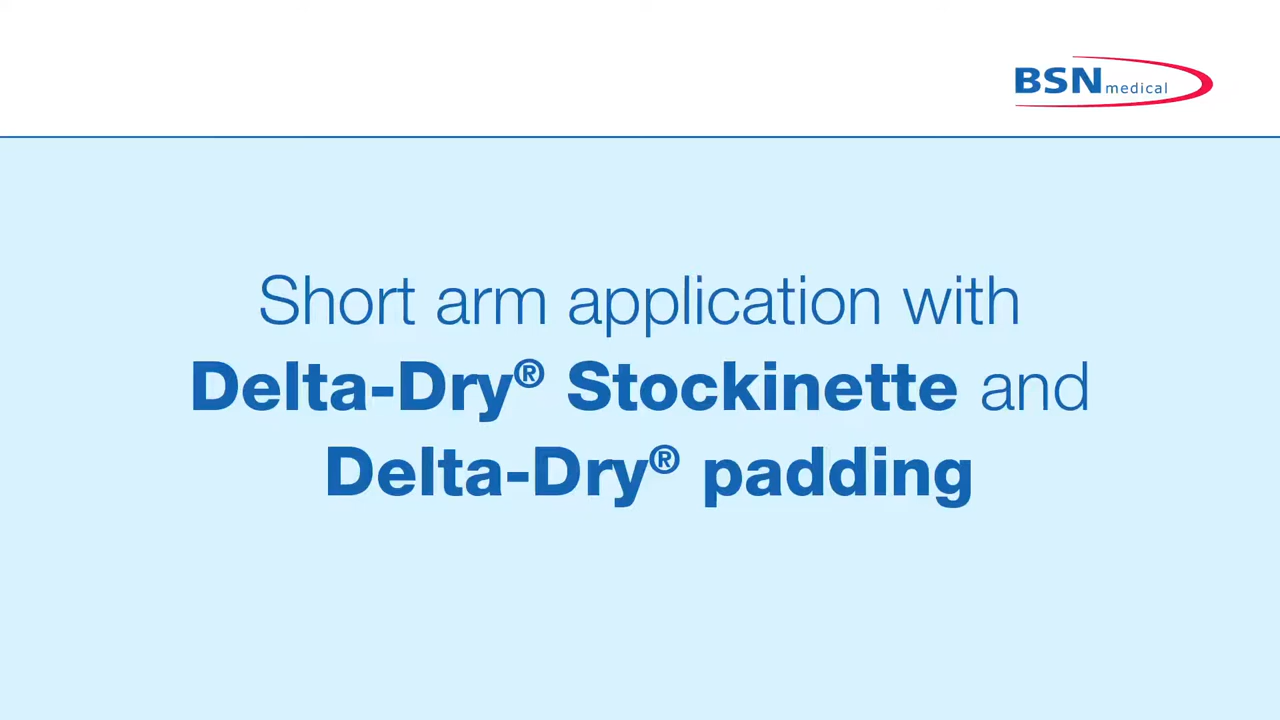 BSN medical
Short arm application with
Delta-Dry® Stockinette and
Delta-Dry® padding